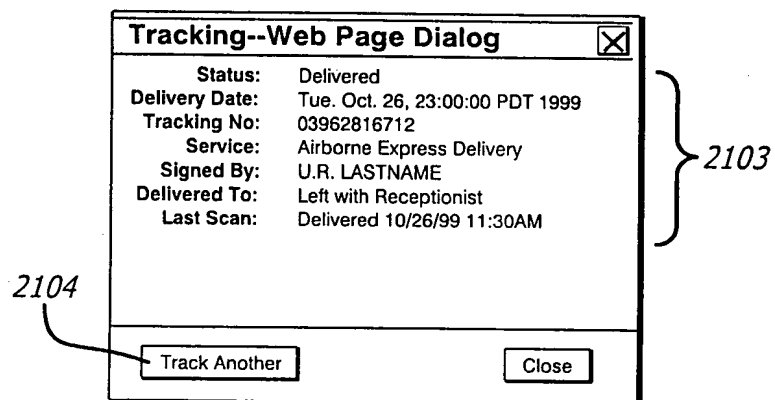 Tracking--Web Page Dialog
Status: Delivered
Delivery Date: Tue. Oct. 26, 23:00:00 PDT 1999
Tracking No: 03962816712
Service: Airborne Express Delivery
Signed By: U.R. LASTNAME
Delivered To: Left with Receptionist
Last Scan: Delivered 10/26/99 11:30AM
2103
2104
Track Another Close